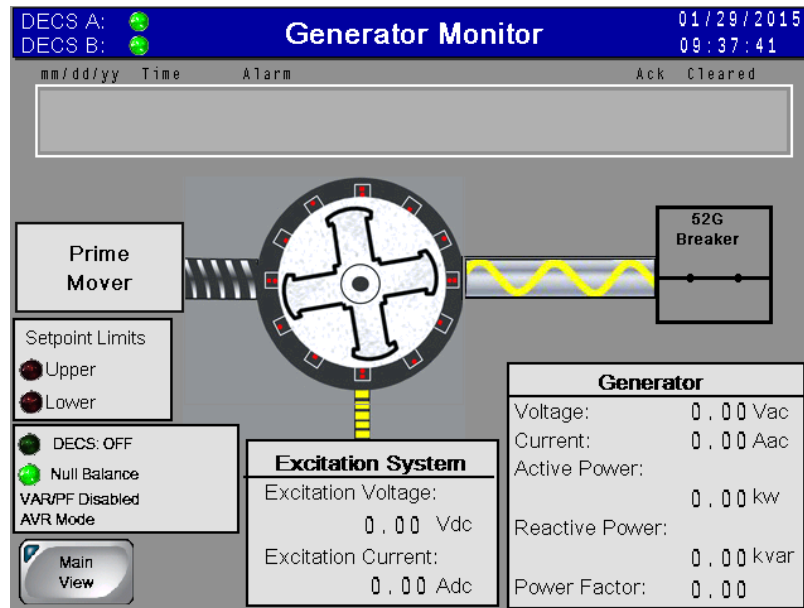 DECS A:
DECS B:
Generator Monitor
01/29/2015
09:37:41
mm/dd/yy Time Alarm Ack Cleared
52G
Breaker
Prime
Mover
Setpoint Limits
Upper
Lower
DECS: OFF
Null Balance
VAR/PF Disabled
AVR Mode
Main
View
Excitation System
Excitation Voltage:
0.00 Vdc
Excitation Current:
0.00 Adc
Generator
Voltage: 0.00 Vac
Current: 0.00 Aac
Active Power:
0.00 kw
Reactive Power:
0.00 kvar
Power Factor: 0.00